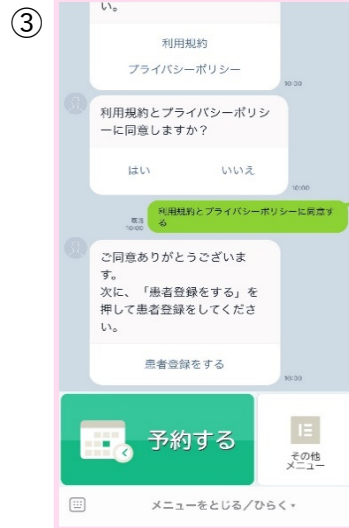 ③
い。
利用規約
プライバシーポリシー
10:00
利用規約とプライバシーポリシ
ーに同意しますか？
はい いいえ
10:00
利用規約とプライバシーポリシーに同意す
る
既読
10:00
ご同意ありがとうございま
す。
次に、「患者登録をする」を
押して患者登録をしてくださ
い。
患者登録をする
10:00
予約する
その他
メニュー
メニューをとじる／ひらく▾